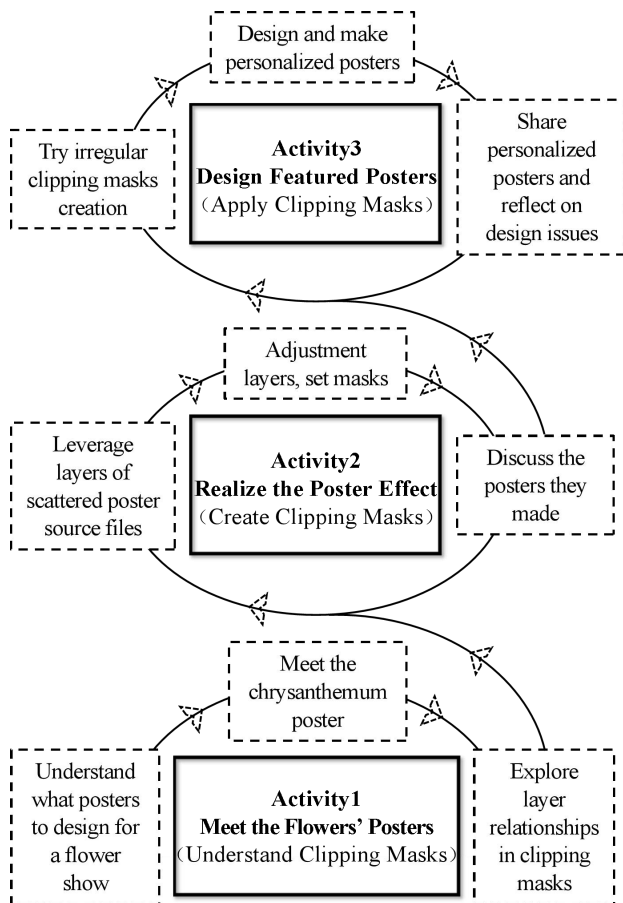 Design and make
personalized posters
Try irregular
clipping masks
creation
Activity3
Design Featured Posters
（Apply Clipping Masks）
Share
personalized
posters and
reflect on
design issues
Adjustment
layers, set masks
Leverage
layers of
scattered poster
source files
Activity2
Realize the Poster Effect
（Create Clipping Masks）
Discuss the
posters they
made
Meet the
chrysanthemum
poster
Understand
what posters
to design for
a flower
show
Activity1
Meet the Flowers’ Posters
(Understand Clipping Masks)
Explore
layer
relationships
in clipping
masks